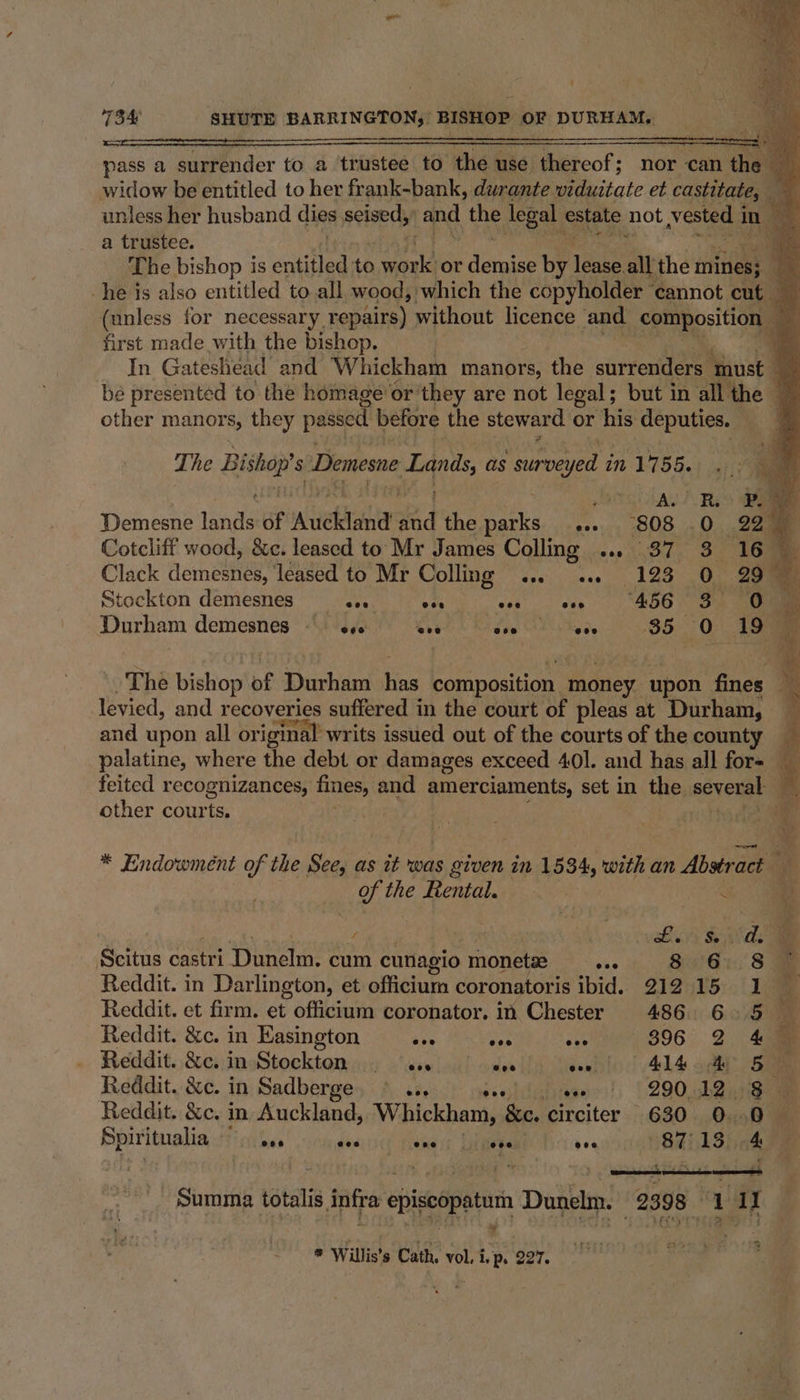 734 SHUTE BARRINGTON, BISHOP OF DURHAM.
pass a surrender to a trustee to the use thereof; nor can the
widow be entitled to her frank-bank, durante viduitate et castitate,
unless her husband dies seised, and the legal estate not vested in
a trustee.
The bishop is entitled to work or demise by lease all the mines;
he is also entitled to all wood, which the copyholder cannot cut
(unless for necessary repairs) without licence and composition
first made with the bishop.
In Gateshead and Whickham manors, the surrenders must
be presented to the homage or they are not legal; but in all the
other manors, they passed before the steward or his deputies.
The Bishop's Demesne Lands, as surveyed in 1755.
A. R. P.
Demesne lands of Auckland and the parks ... 808 0 22
Cotcliff wood, &c. leased to Mr James Colling ... 37 3 16
Clack demesnes, leased to Mr Colling ... ... 123 0 29
Stockton demesnes ... ... ... ... 456 3 0
Durham demesnes ... ... ... ... 35 0 19
The bishop of Durham has composition money upon fines
levied, and recoveries suffered in the court of pleas at Durham,
and upon all original writs issued out of the courts of the county
palatine, where the debt or damages exceed 40l. and has all for-
feited recognizances, fines, and amerciaments, set in the several
other courts.
* Endowment of the See, as it was given in 1534, with an Abstract
of the Rental.
£. s. d.
Scitus castri Dunelm. cum cunagio monetæ ... 8 6 8
Reddit. in Darlington, et officium coronatoris ibid. 212 15 1
Reddit. et firm. et officium coronator. in Chester 486 6 5
Reddit. &c. in Easington ... ... ... 396 2 4
Reddit. &c. in Stockton ... ... ... 414 4 5
Reddit. &c. in Sadberge ... ... ... 290 12 8
Reddit. &c. in Auckland, Whickham, &c. circiter 630 0 0
Spiritualia ... ... ... ... ... 87 13 4
Summa totalis infra episcopatum Dunelm. 2398 1 11
* Willis's Cath. vol. i. p. 227.